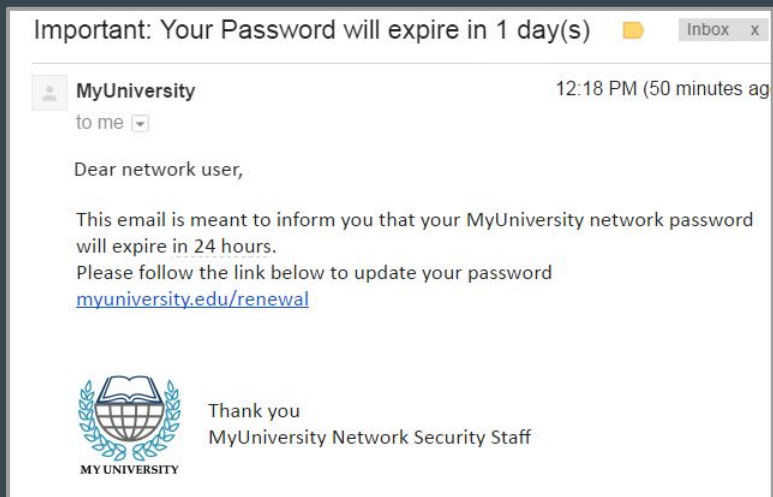 Important: Your Password will expire in 1 day(s)
Inbox x
MyUniversity
12:18 PM (50 minutes ag
to me
Dear network user,
This email is meant to inform you that your MyUniversity network password
will expire in 24 hours.
Please follow the link below to update your password
myuniversity.edu/renewal
Thank you
MyUniversity Network Security Staff
MY UNIVERSITY